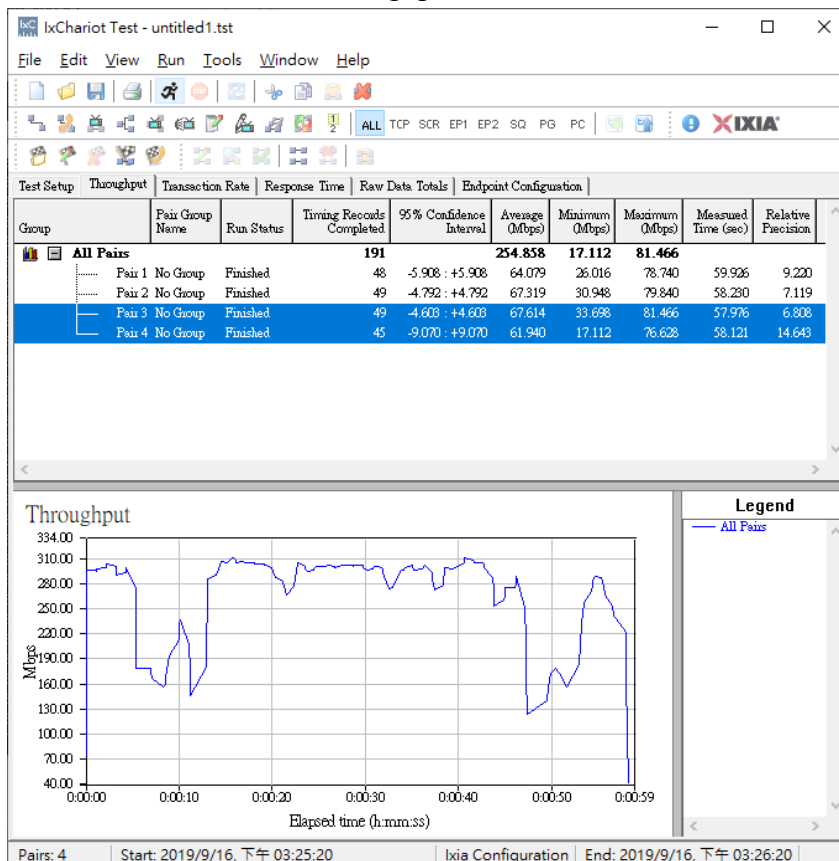 IxChariot Test - untitled1.tst
File Edit View Run Tools Window Help
ALL TCP SCR EP1 EP2 SQ PG PC XIXIA
Test Setup Throughput Transaction Rate Response Time Raw Data Totals Endpoint Configuration
Group Pair Group Name Run Status Timing Records Completed 95% Confidence Interval Average (Mbps) Minimum (Mbps) Maximum (Mbps) Measured Time (sec) Relative Precision
All Pairs 191 254.858 17.112 81.466
Pair 1 No Group Finished 48 -5.908 : +5.908 64.079 26.016 78.740 59.926 9.220
Pair 2 No Group Finished 49 -4.792 : +4.792 67.319 30.948 79.840 58.230 7.119
Pair 3 No Group Finished 49 -4.603 : +4.603 67.614 33.698 81.466 57.976 6.808
Pair 4 No Group Finished 45 -9.070 : +9.070 61.940 17.112 76.628 58.121 14.643
Throughput
Legend
All Pairs
334.00
310.00
280.00
250.00
220.00
190.00
160.00
130.00
100.00
70.00
40.00
Mbps
0:00:00 0:00:10 0:00:20 0:00:30 0:00:40 0:00:50 0:00:59
Elapsed time (h:mm:ss)
Pairs: 4 Start: 2019/9/16, 下午 03:25:20 Ixia Configuration End: 2019/9/16, 下午 03:26:20